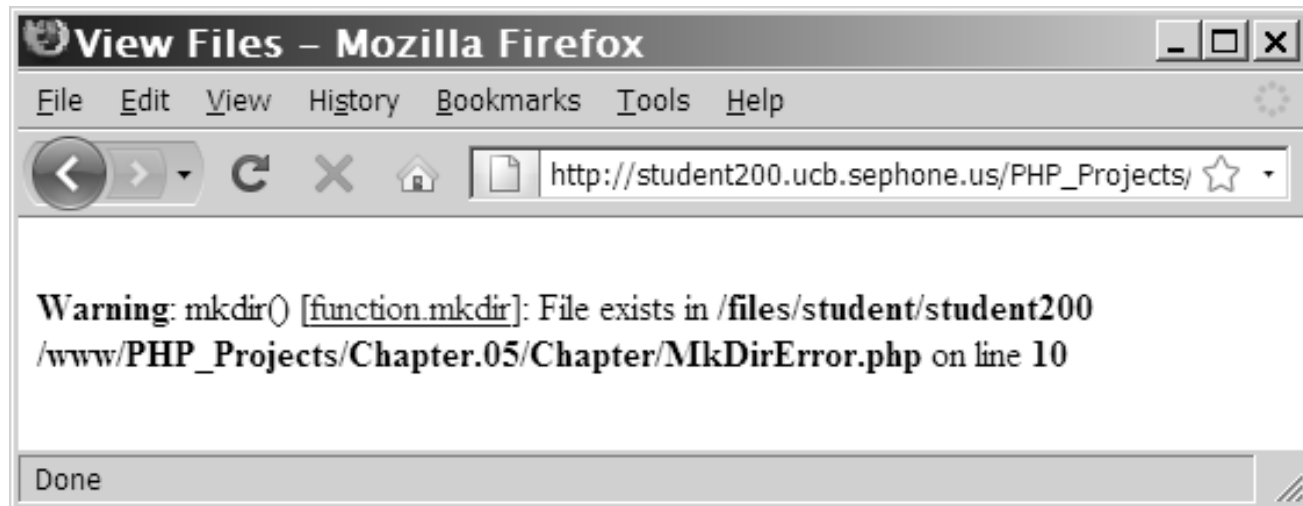 View Files – Mozilla Firefox
File Edit View History Bookmarks Tools Help
http://student200.ucb.sephone.us/PHP_Projects/
Warning: mkdir() [function.mkdir]: File exists in /files/student/student200
/www/PHP_Projects/Chapter.05/Chapter/MkDirError.php on line 10
Done